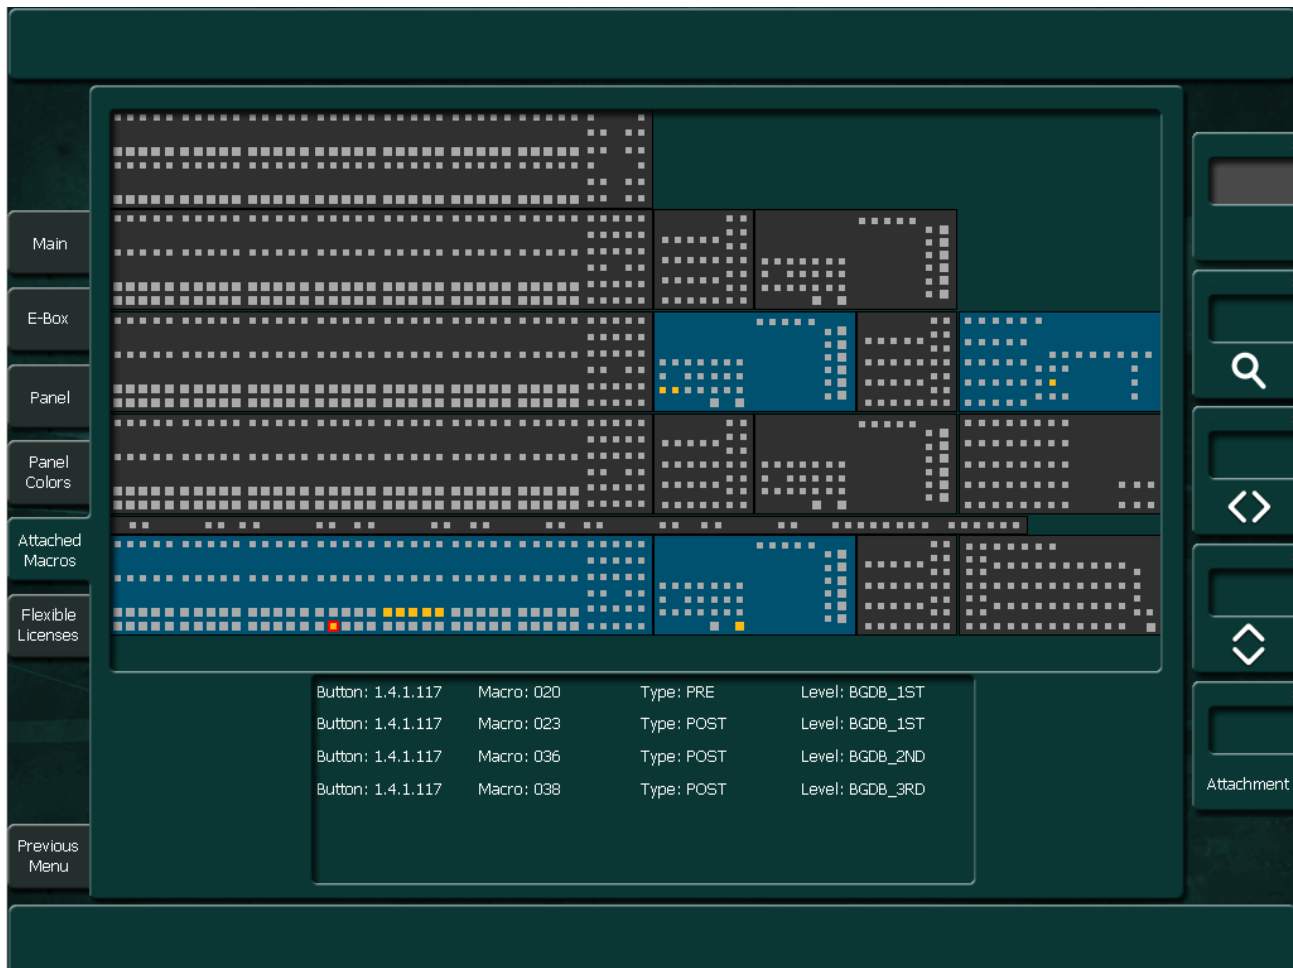 Main
E-Box
Panel
Panel
Colors
Attached
Macros
Flexible
Licenses
Previous
Menu
Button: 1.4.1.117 Macro: 020 Type: PRE Level: BGDB_1ST
Button: 1.4.1.117 Macro: 023 Type: POST Level: BGDB_1ST
Button: 1.4.1.117 Macro: 036 Type: POST Level: BGDB_2ND
Button: 1.4.1.117 Macro: 038 Type: POST Level: BGDB_3RD
Attachment